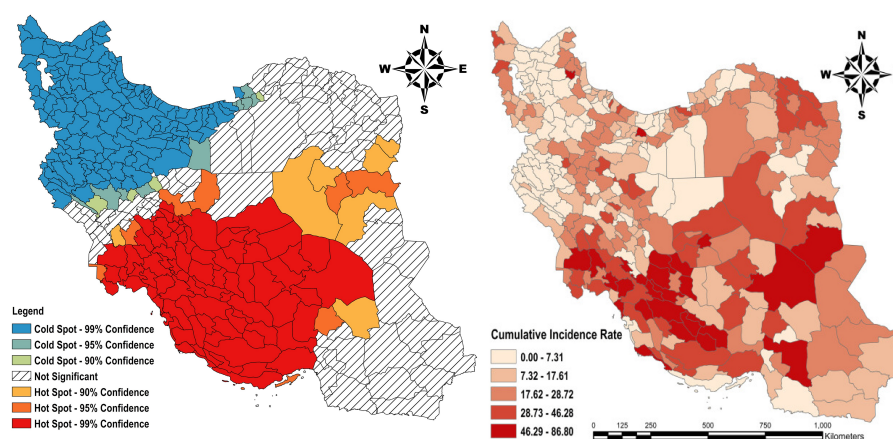 N
W
E
S
Legend
Cold Spot - 99% Confidence
Cold Spot - 95% Confidence
Cold Spot - 90% Confidence
Not Significant
Hot Spot - 90% Confidence
Hot Spot - 95% Confidence
Hot Spot - 99% Confidence
N
W
E
S
Cumulative Incidence Rate
0.00 - 7.31
7.32 - 17.61
17.62 - 28.72
28.73 - 46.28
46.29 - 86.80
0 125 250 500 750 1,000
Kilometers